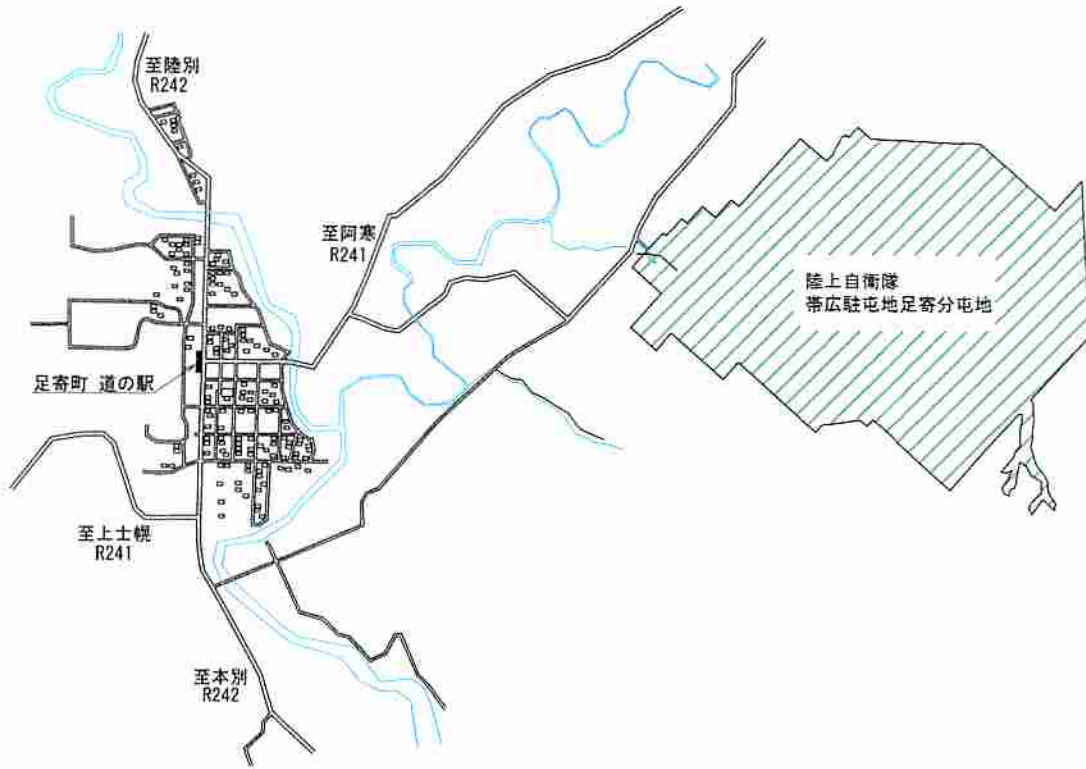 至陸別
R242
至阿寒
R241
陸上自衛隊
帯広駐屯地足寄分屯地
足寄町 道の駅
至上士幌
R241
至本別
R242